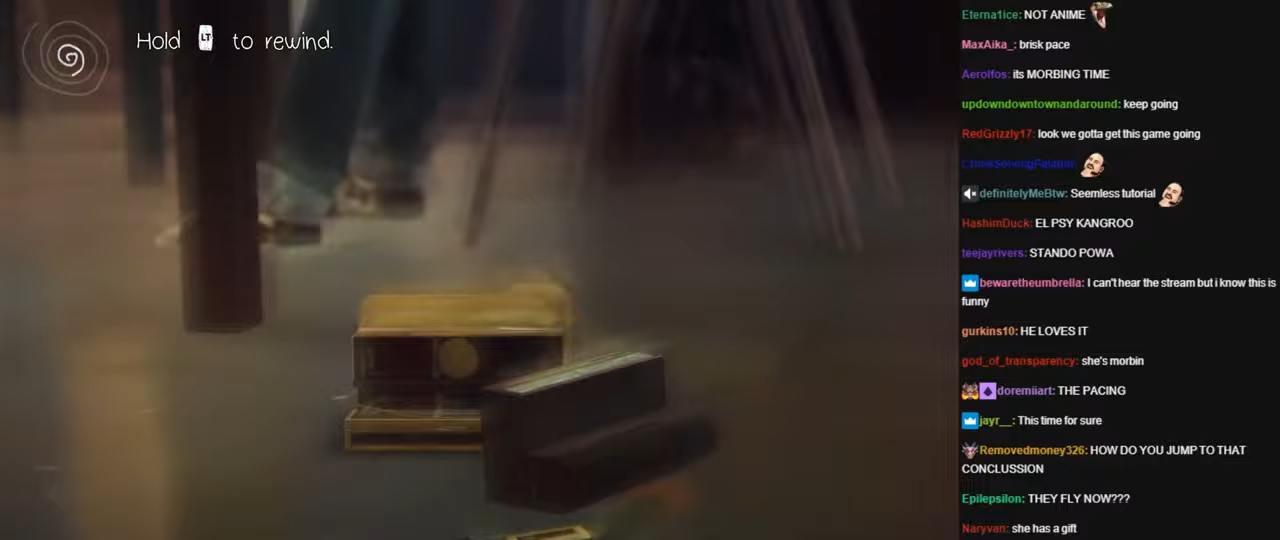 Hold LT to rewind.
Eterna1ice: NOT ANIME
MaxAika_: brisk pace
Aerolfos: its MORBING TIME
updowndowntownandaround: keep going
RedGrizzly17: look we gotta get this game going
definitelyMeBtw: Seemless tutorial
HashimDuck: EL PSY KANGROO
teejayrivers: STANDO POWA
bewaretheumbrella: I can't hear the stream but i know this is
funny
gurkins10: HE LOVES IT
god_of_transparency: she's morbin
doremiiart: THE PACING
jayr__: This time for sure
Removedmoney326: HOW DO YOU JUMP TO THAT
CONCLUSSION
Epilepsilon: THEY FLY NOW???
Naryvan: she has a gift